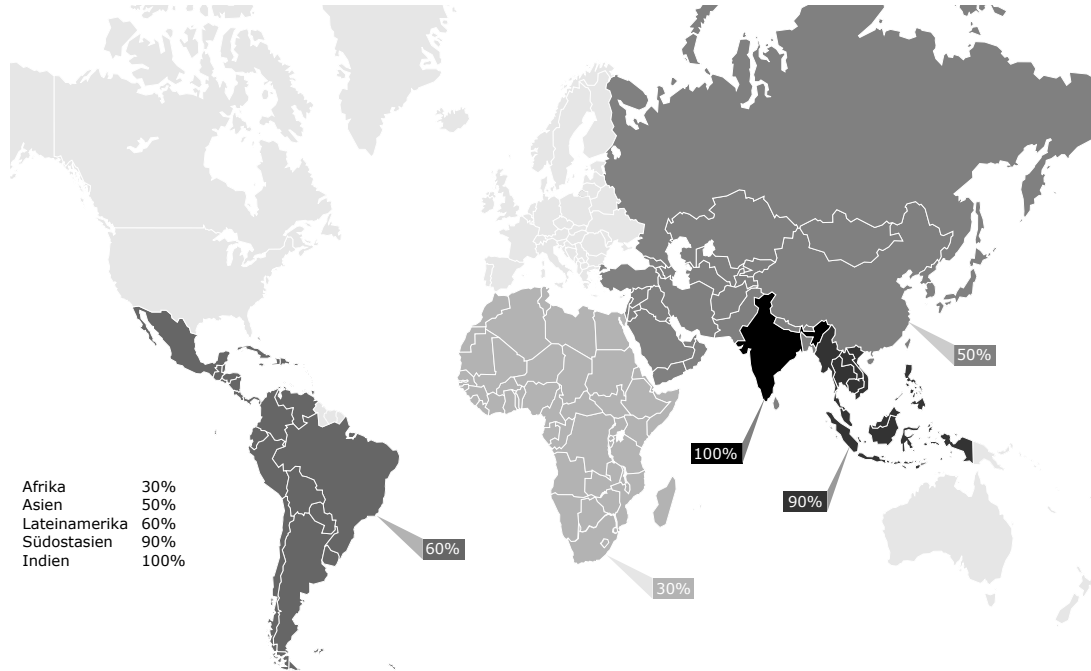 50%
100%
90%
Afrika 30%
Asien 50%
Lateinamerika 60%
Südostasien 90%
Indien 100%
60%
30%